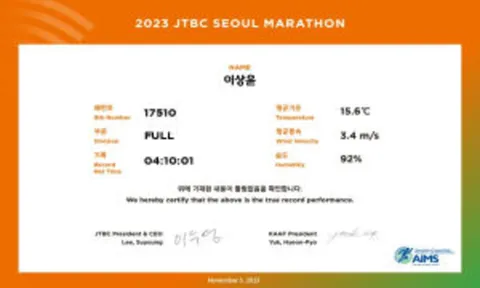 2023 JTBC SEOUL MARATHON
NAME
이상윤
배번호
Bib Number
17510
부문
Division
FULL
기록
Record
Net Time
04:10:01
평균기온
Temperature
15.6℃
평균풍속
Wind Velocity
3.4 m/s
습도
Humidity
92%
위에 기재된 내용이 틀림없음을 확인합니다.
We hereby certify that the above is the true record performance.
JTBC President & CEO
Lee, Susoung
이수영
KAAF President
Yuk, Hyeon-Pyo
AIMS
November 5, 2023